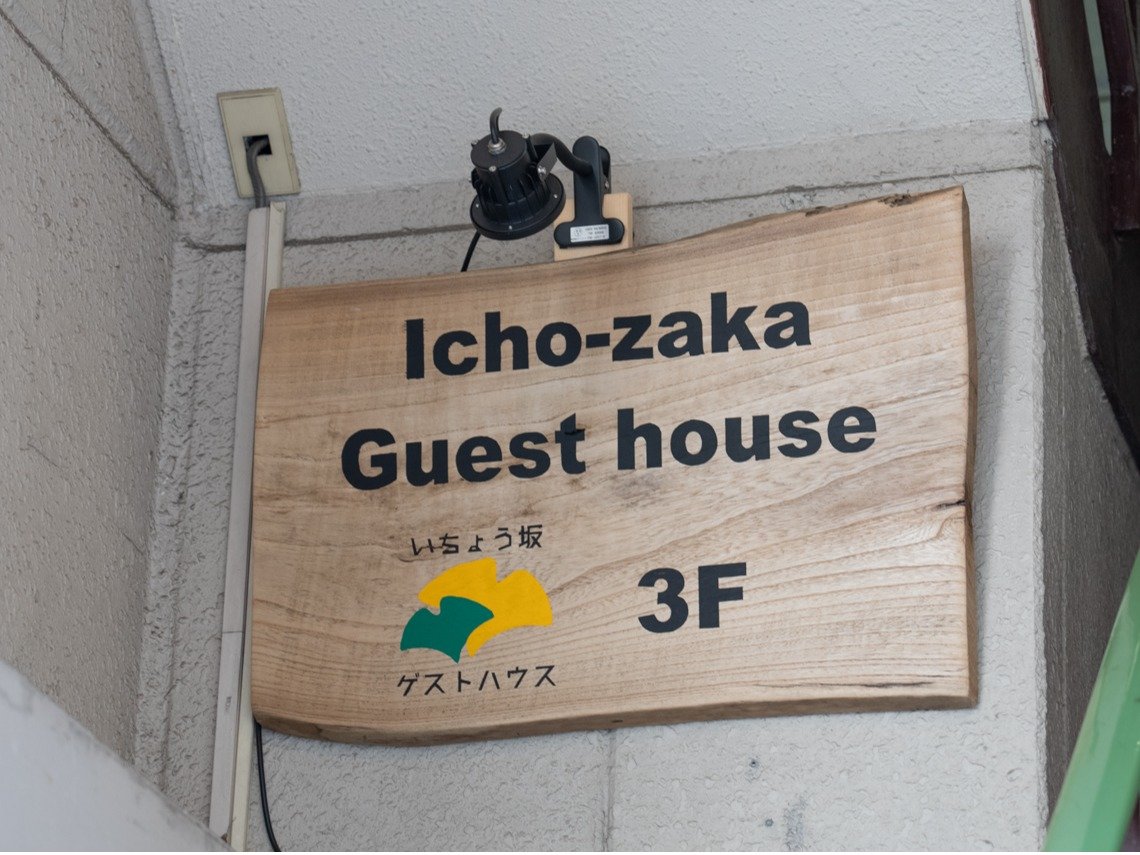 Icho-zaka
Guest house
いちょう坂
3F
ゲストハウス